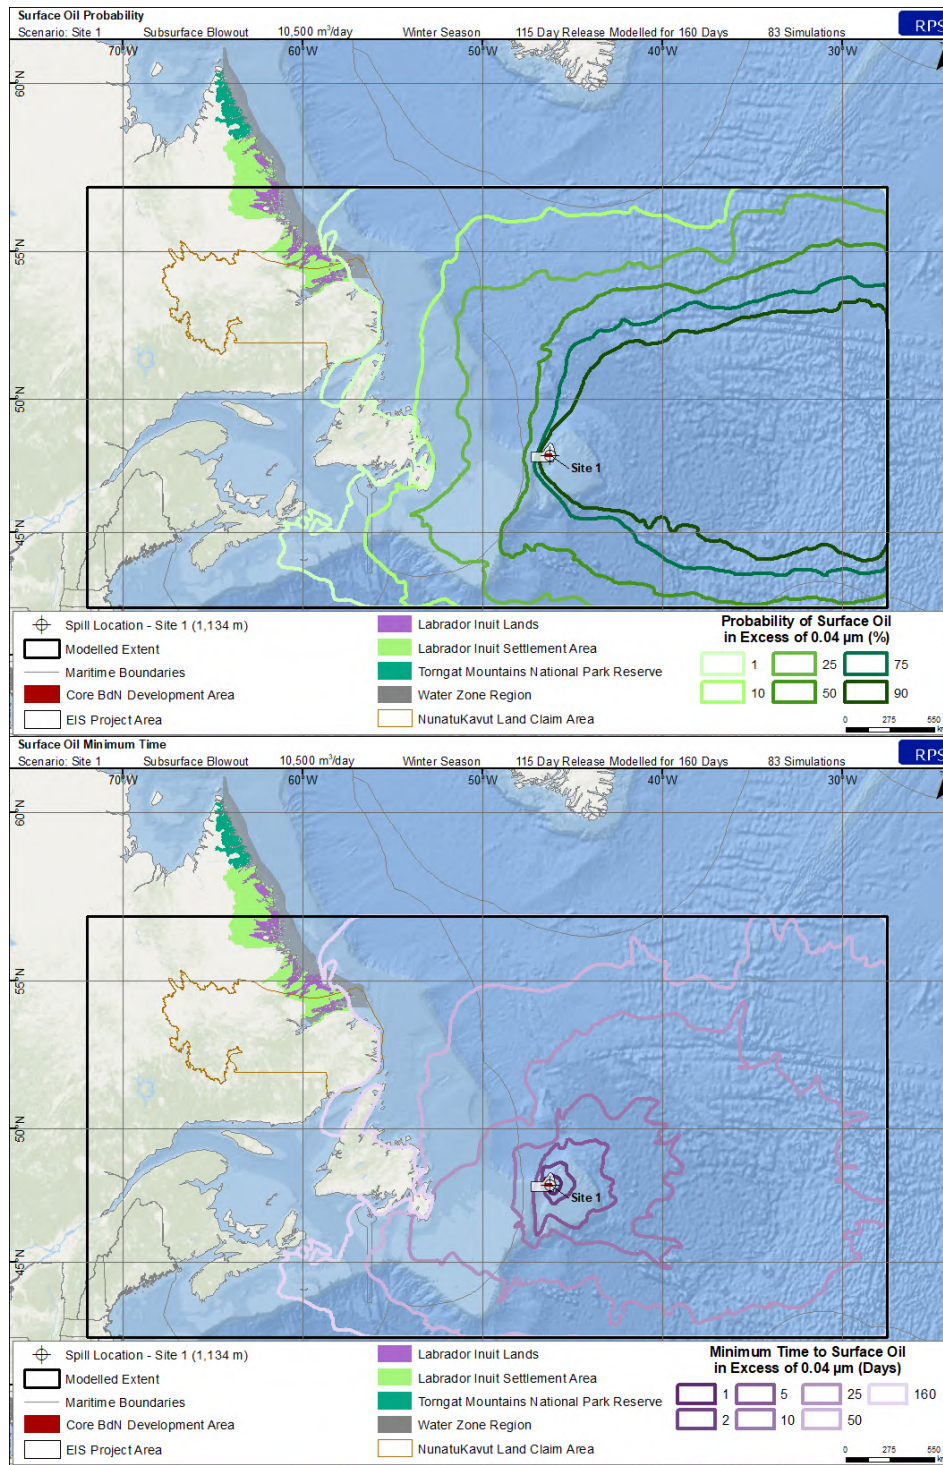 Surface Oil Probability
Scenario: Site 1 Subsurface Blowout 10,500 m³/day Winter Season 115 Day Release Modelled for 160 Days 83 Simulations
RPS
70°W 60°W 50°W 40°W 30°W
60°N
55°N
50°N
45°N
Site 1
Spill Location - Site 1 (1,134 m)
Modelled Extent
Maritime Boundaries
Core BdN Development Area
EIS Project Area
Labrador Inuit Lands
Labrador Inuit Settlement Area
Torngat Mountains National Park Reserve
Water Zone Region
NunatuKavut Land Claim Area
Probability of Surface Oil
in Excess of 0.04 µm (%)
1 25 75
10 50 90
0 275 550
Surface Oil Minimum Time
Scenario: Site 1 Subsurface Blowout 10,500 m³/day Winter Season 115 Day Release Modelled for 160 Days 83 Simulations
RPS
70°W 60°W 50°W 40°W 30°W
60°N
55°N
50°N
45°N
Site 1
Spill Location - Site 1 (1,134 m)
Modelled Extent
Maritime Boundaries
Core BdN Development Area
EIS Project Area
Labrador Inuit Lands
Labrador Inuit Settlement Area
Torngat Mountains National Park Reserve
Water Zone Region
NunatuKavut Land Claim Area
Minimum Time to Surface Oil
in Excess of 0.04 µm (Days)
1 5 25 160
2 10 50
0 275 550